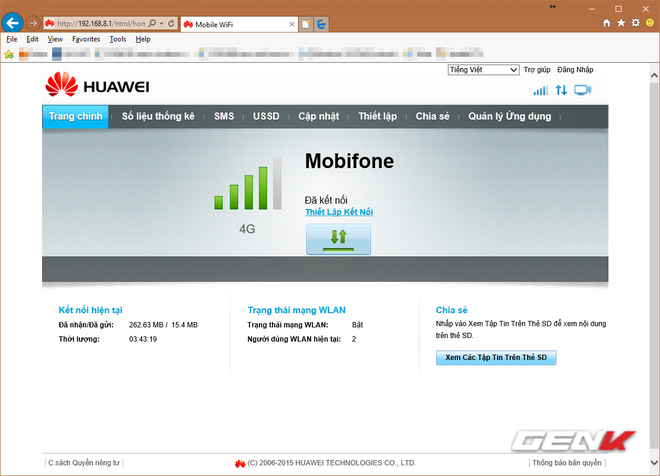 http://192.168.8.1/html/hon
Mobile WiFi
File Edit View Favorites Tools Help
Tiếng Việt Trợ giúp Đăng Nhập
HUAWEI
Trang chính Số liệu thống kê SMS USSD Cập nhật Thiết lập Chia sẻ Quản lý Ứng dụng
Mobifone
Đã kết nối
Thiết Lập Kết Nối
4G
Kết nối hiện tại
Đã nhận/Đã gửi: 262.63 MB / 15.4 MB
Thời lượng: 03:43:19
Trạng thái mạng WLAN
Trạng thái mạng WLAN: Bật
Người dùng WLAN hiện tại: 2
Chia sẻ
Nhấp vào Xem Tập Tin Trên Thẻ SD để xem nội dung
trên thẻ SD.
Xem Các Tập Tin Trên Thẻ SD
GENK
C.sách Quyền riêng tư (C) 2006-2015 HUAWEI TECHNOLOGIES CO., LTD. Thông báo bản quyền